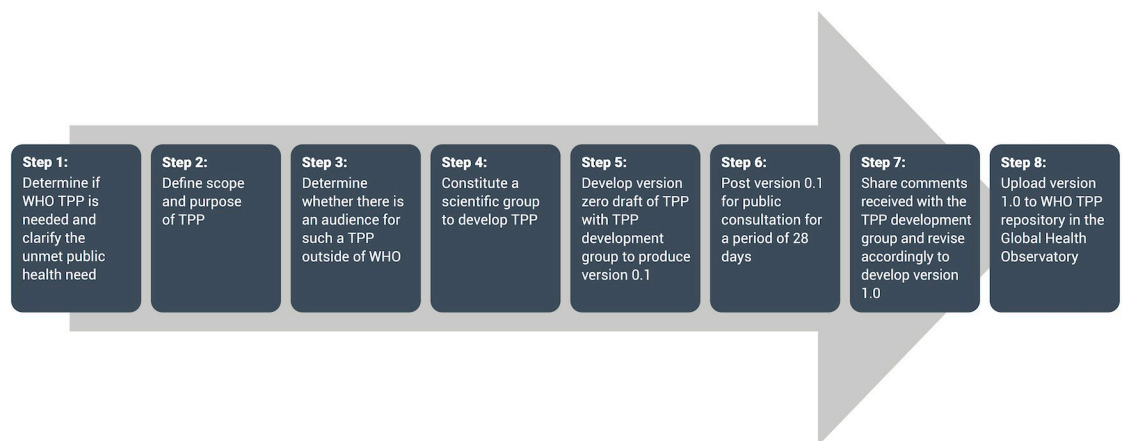 Step 1:
Determine if
WHO TPP is
needed and
clarify the
unmet public
health need
Step 2:
Define scope
and purpose
of TPP
Step 3:
Determine
whether there is
an audience for
such a TPP
outside of WHO
Step 4:
Constitute a
scientific group
to develop TPP
Step 5:
Develop version
zero draft of TPP
with TPP
development
group to produce
version 0.1
Step 6:
Post version 0.1
for public
consultation for
a period of 28
days
Step 7:
Share comments
received with the
TPP development
group and revise
accordingly to
develop version
1.0
Step 8:
Upload version
1.0 to WHO TPP
repository in the
Global Health
Observatory